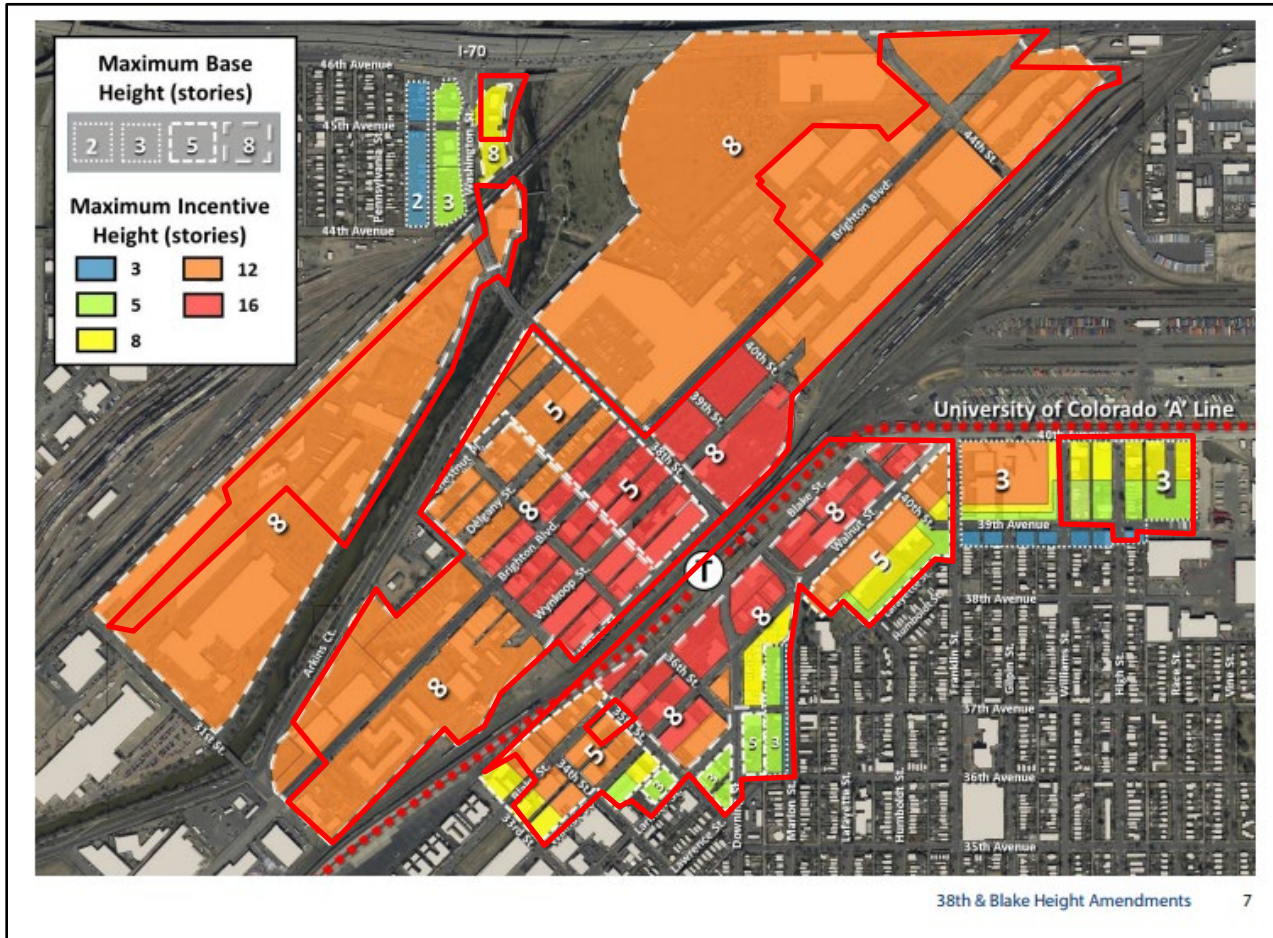 Maximum Base
Height (stories)
2 3 5 8
Maximum Incentive
Height (stories)
3 12
5 16
8
I-70
46th Avenue
45th Avenue
44th Avenue
Pennsylvania St.
Washington St.
2
3
8
8
44th St.
Brighton Blvd.
40th St.
39th St.
38th St.
8
5
5
8
8
Chestnut
Delgany St.
Brighton Blvd.
Wynkoop St.
8
Arkins Ct.
31st St.
8
T
University of Colorado 'A' Line
40th Avenue
3
3
39th Avenue
38th Avenue
37th Avenue
36th Avenue
35th Avenue
Blake St.
Walnut St.
40th St.
8
5
8
36th St.
8
35th St.
5
34th St.
33rd St.
5
3
3
Lawrence St.
Marion St.
Lafayette St.
Humboldt St.
Franklin St.
Gilpin St.
Williams St.
High St.
Race St.
Vine St.
38th & Blake Height Amendments 7